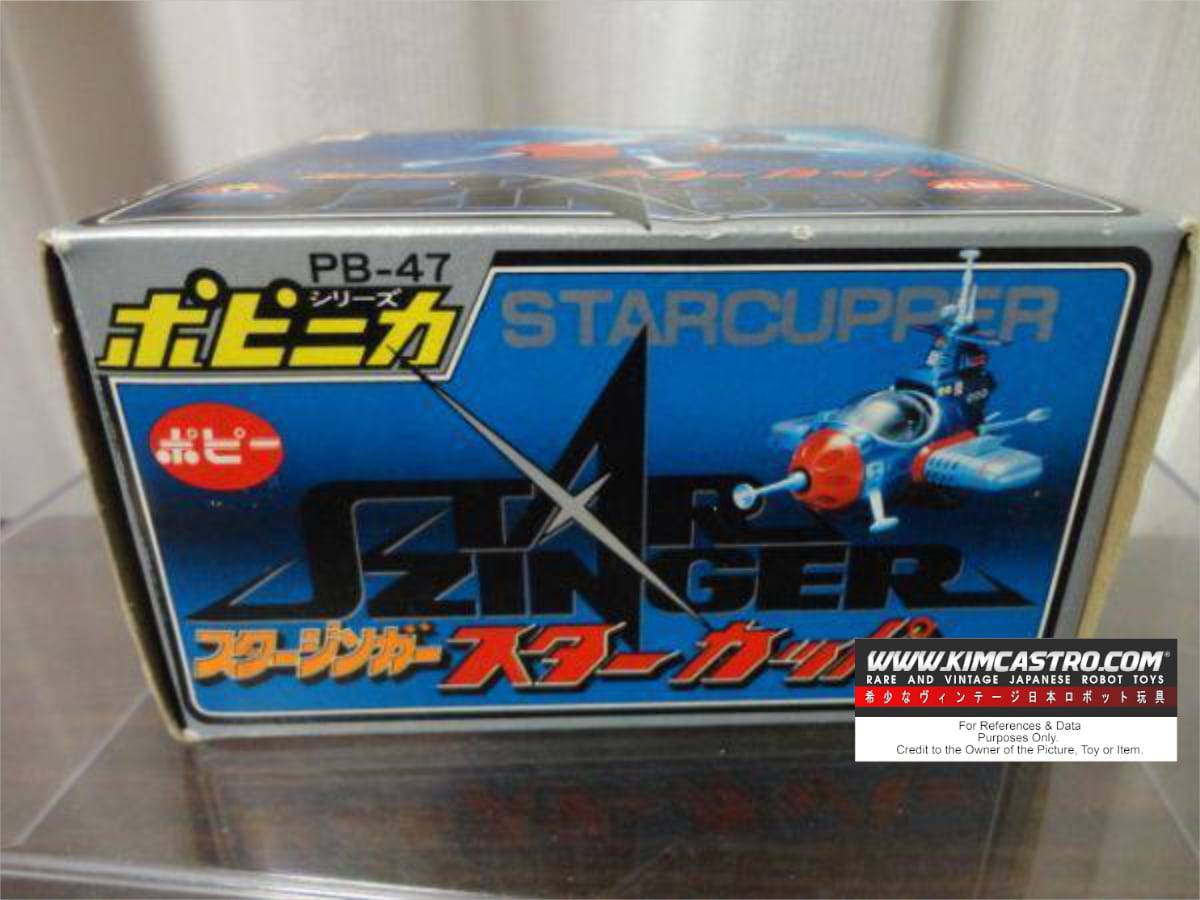 PB-47
シリーズ
ポピニカ
STARCUPPER
ポピー
STAR
SZINGER
スタージンガー スターカッパ
WWW.KIMCASTRO.COM®
RARE AND VINTAGE JAPANESE ROBOT TOYS
希少なヴィンテージ日本ロボット玩具
For References & Data
Purposes Only.
Credit to the Owner of the Picture, Toy or Item.